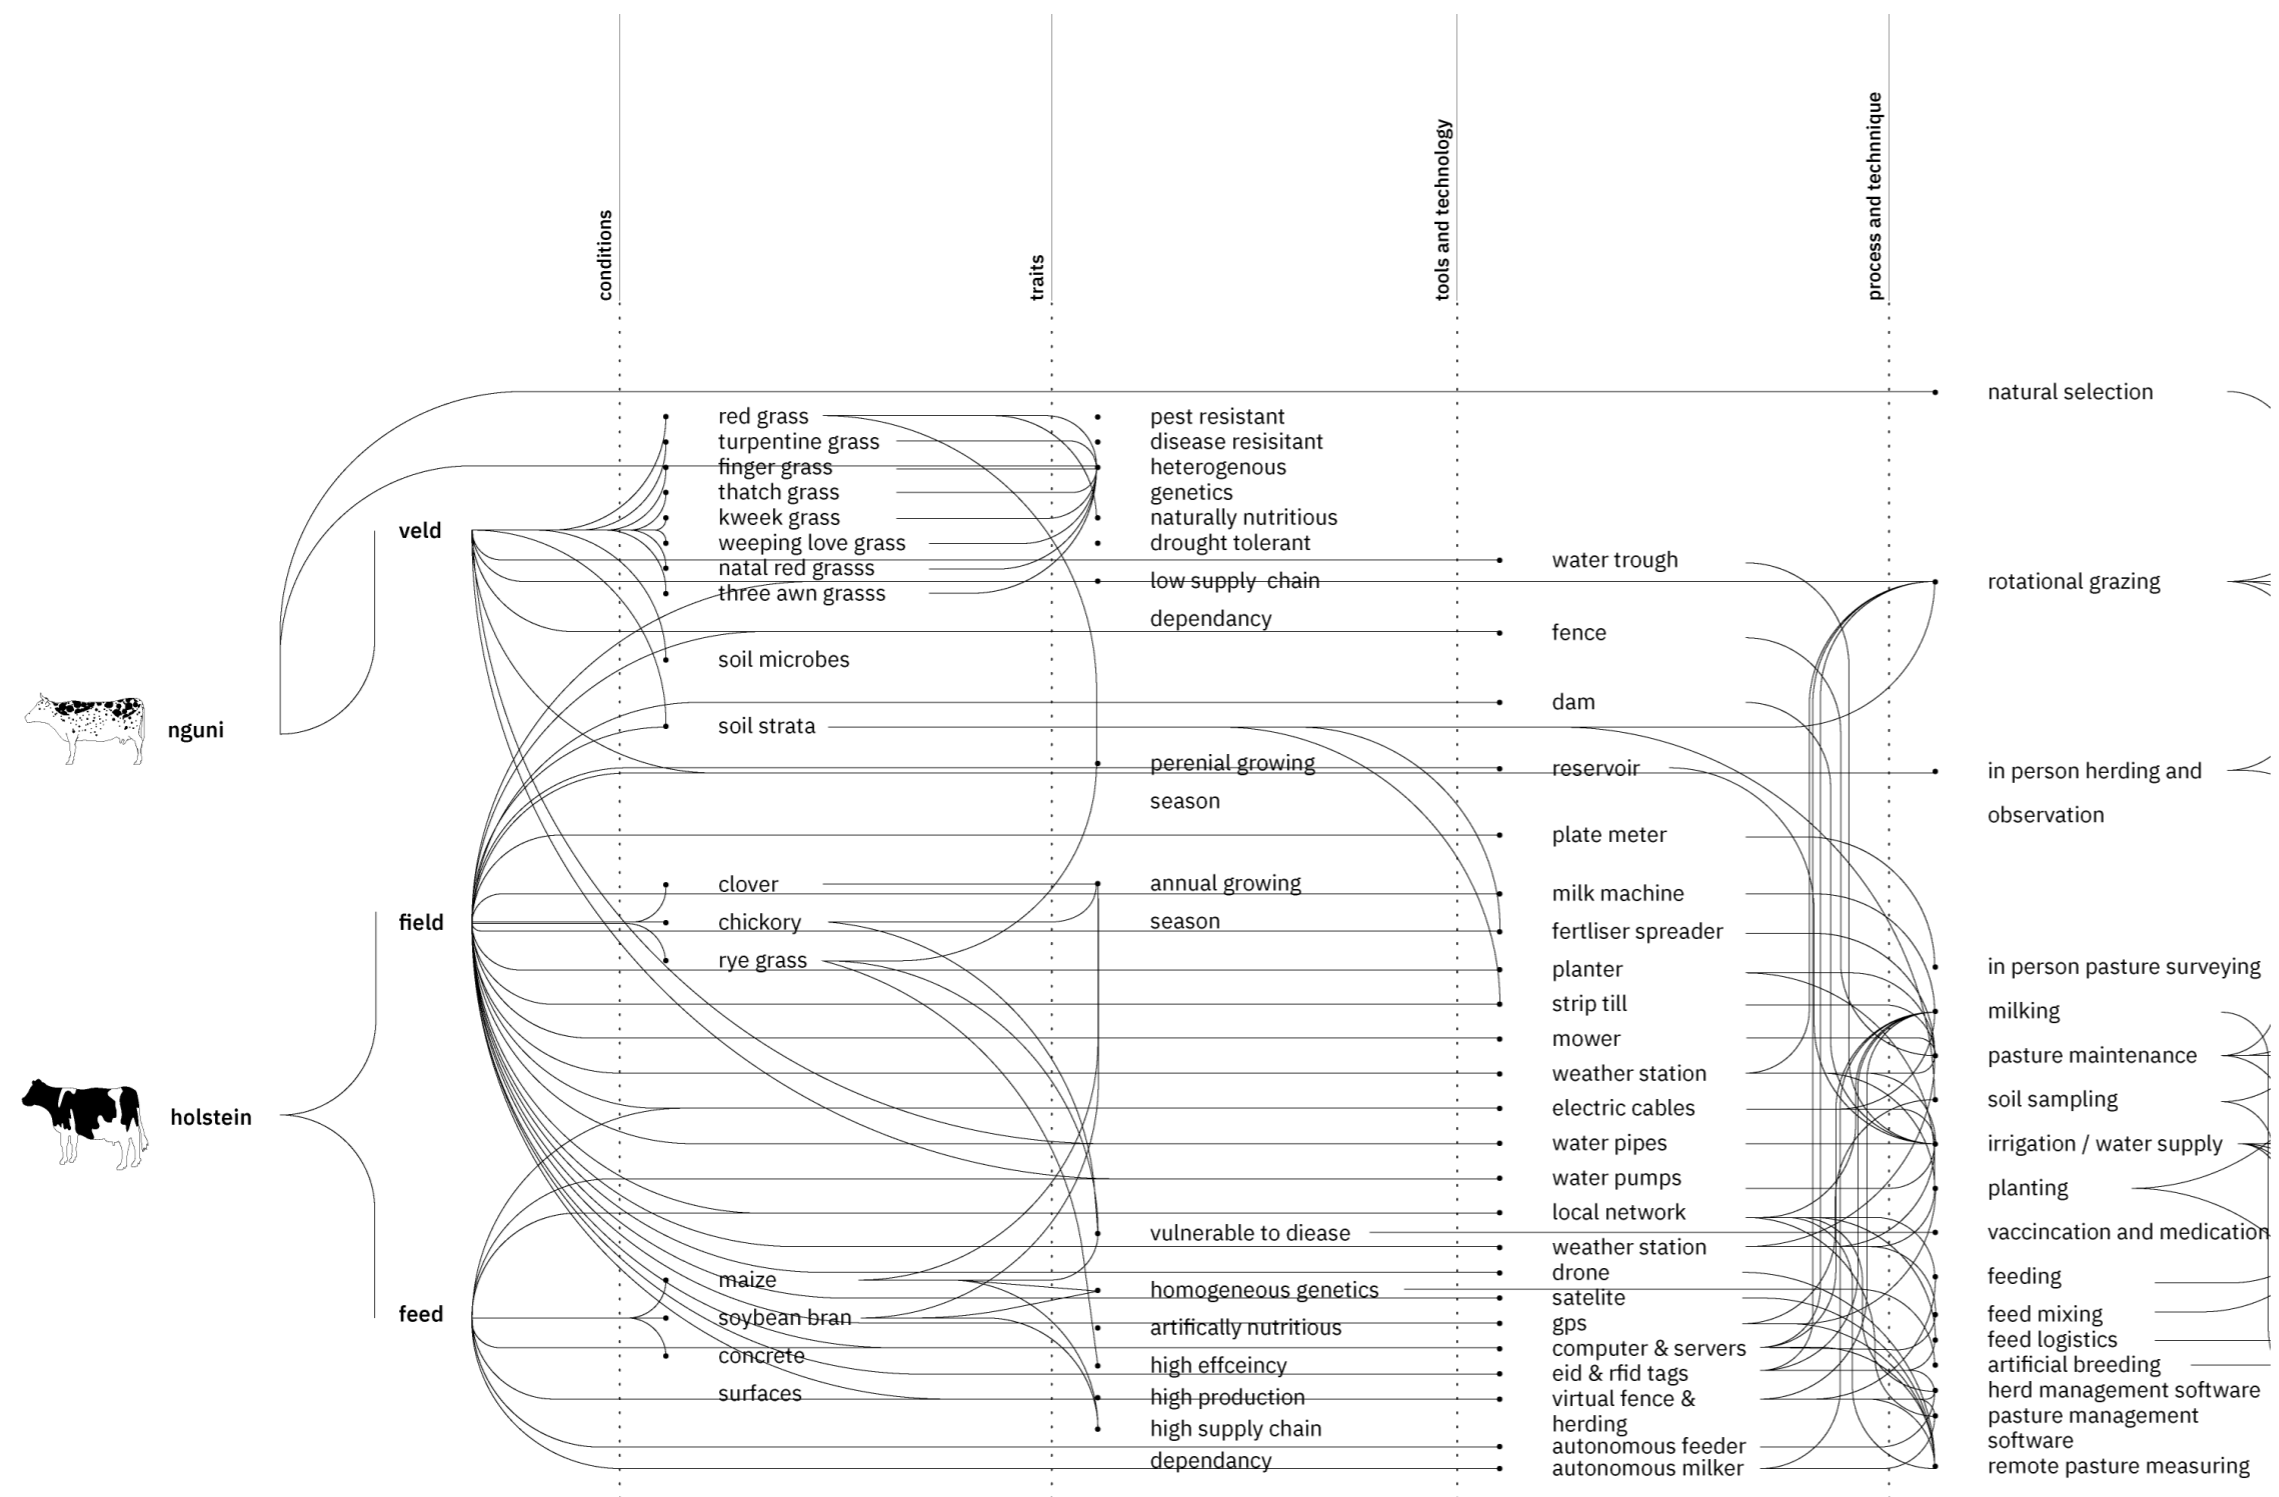 conditions
traits
tools and technology
process and technnique
nguni
holstein
veld
field
feed
red grass
turpentine grass
finger grass
thatch grass
kweek grass
weeping love grass
natal red grasss
three awn grasss
soil microbes
soil strata
clover
chickory
rye grass
maize
soybean bran
concrete
surfaces
pest resistant
disease resisitant
heterogenous
genetics
naturally nutritious
drought tolerant
low supply chain
dependancy
perenial growing
season
annual growing
season
vulnerable to diease
homogeneous genetics
artifically nutritious
high effceincy
high production
high supply chain
dependancy
water trough
fence
dam
reservoir
plate meter
milk machine
fertliser spreader
planter
strip till
mower
weather station
electric cables
water pipes
water pumps
local network
weather station
drone
satelite
gps
computer & servers
eid & rfid tags
virtual fence &
herding
autonomous feeder
autonomous milker
natural selection
rotational grazing
in person herding and
observation
in person pasture surveying
milking
pasture maintenance
soil sampling
irrigation / water supply
planting
vaccincation and medication
feeding
feed mixing
feed logistics
artificial breeding
herd management software
pasture management
software
remote pasture measuring